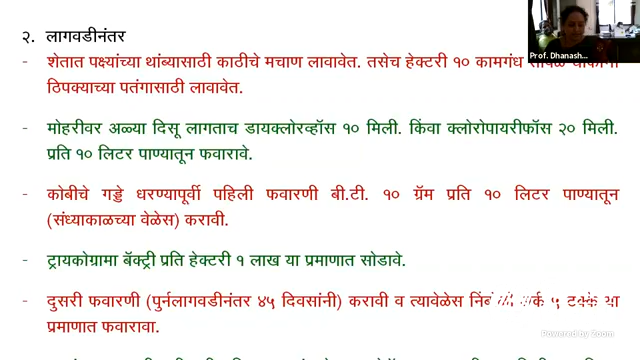 २. लागवडीनंतर
- शेतात पक्ष्यांच्या थांब्यासाठी काठीचे मचाण लावावेत. तसेच हेक्टरी १० कामगंध
ठिपक्याच्या पतंगासाठी लावावेत.
- मोहरीवर अळ्या दिसू लागताच डायक्लोरव्हॉस १० मिली. किंवा क्लोरोपायरीफॉस २० मिली.
प्रति १० लिटर पाण्यातून फवारावे.
- कोबीचे गड्डे धरण्यापूर्वी पहिली फवारणी बी.टी. १० ग्रॅम प्रति १० लिटर पाण्यातून
(संध्याकाळच्या वेळेस) करावी.
- ट्रायकोग्रामा बॅक्ट्री प्रति हेक्टरी १ लाख या प्रमाणात सोडावे.
- दुसरी फवारणी (पुर्नलागवडीनंतर ४५ दिवसांनी) करावी व त्यावेळेस
प्रमाणात फवारावा.
Prof. Dhanash...
Powered by Zoom